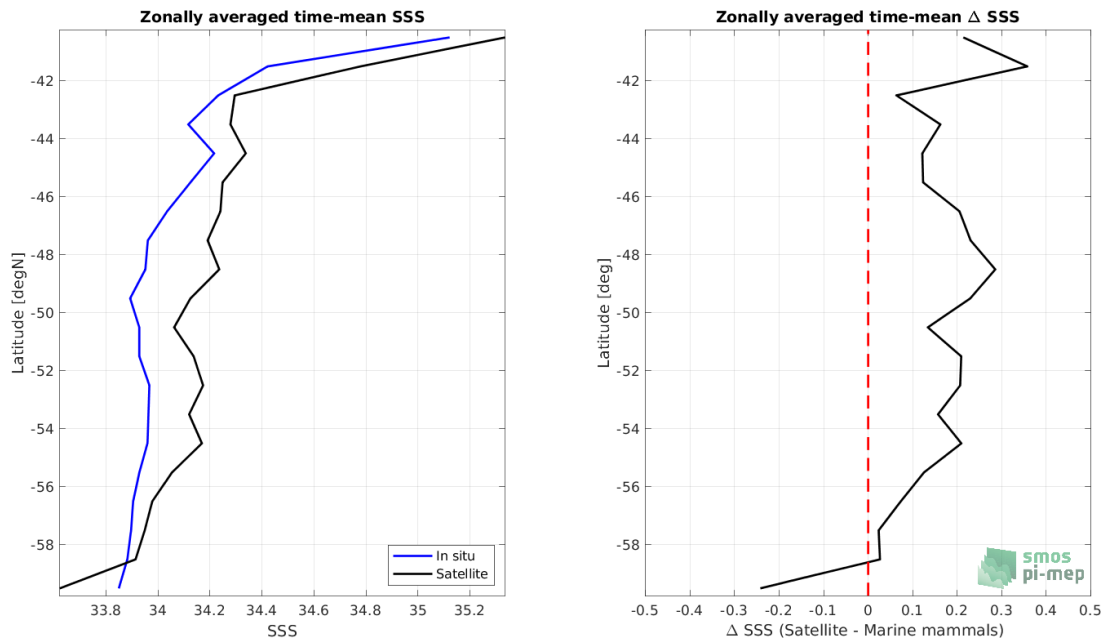 Zonally averaged time-mean SSS
-42
-44
-46
-48
-50
-52
-54
-56
-58
Latitude [degN]
33.8 34 34.2 34.4 34.6 34.8 35 35.2
SSS
In situ
Satellite
Zonally averaged time-mean Δ SSS
-42
-44
-46
-48
-50
-52
-54
-56
-58
Latitude [deg]
-0.5 -0.4 -0.3 -0.2 -0.1 0 0.1 0.2 0.3 0.4 0.5
Δ SSS (Satellite - Marine mammals)
smos
pi-mep